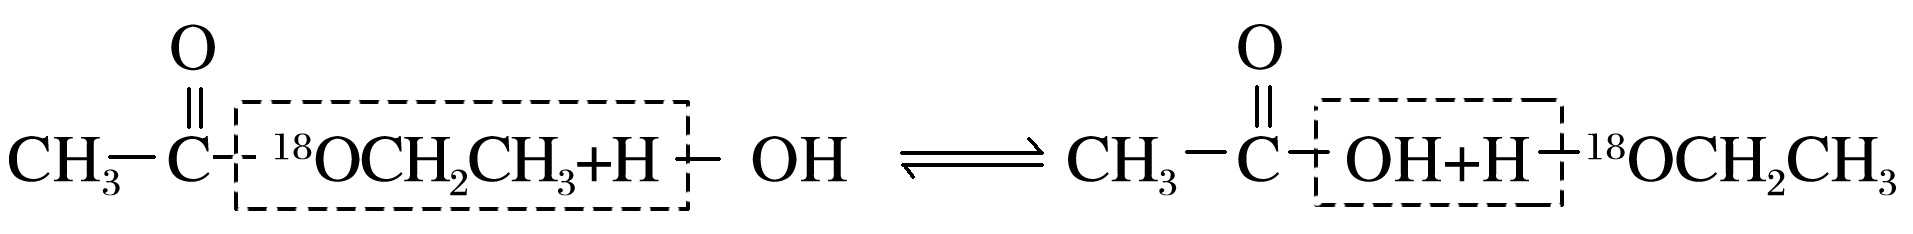 O O
CH₃—C—¹⁸OCH₂CH₃+H—OH ⇌ CH₃—C—OH+H—¹⁸OCH₂CH₃